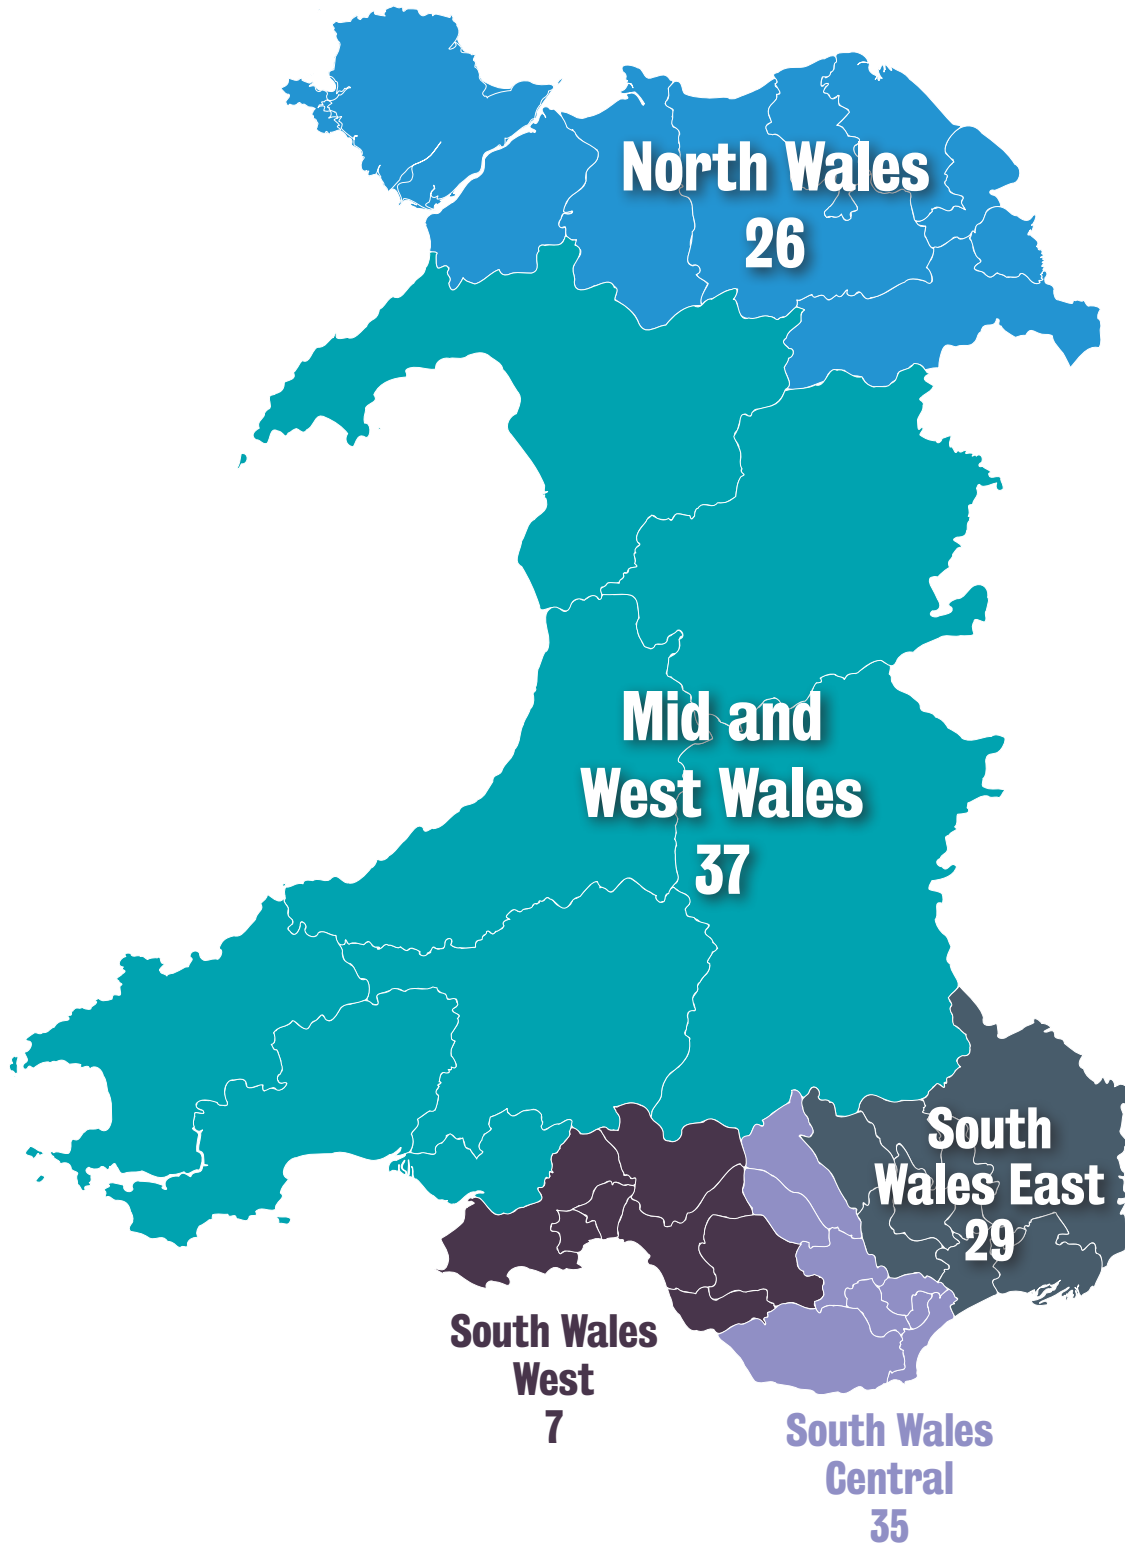 North Wales
26
Mid and
West Wales
37
South
Wales East
29
South Wales
West
7
South Wales
Central
35